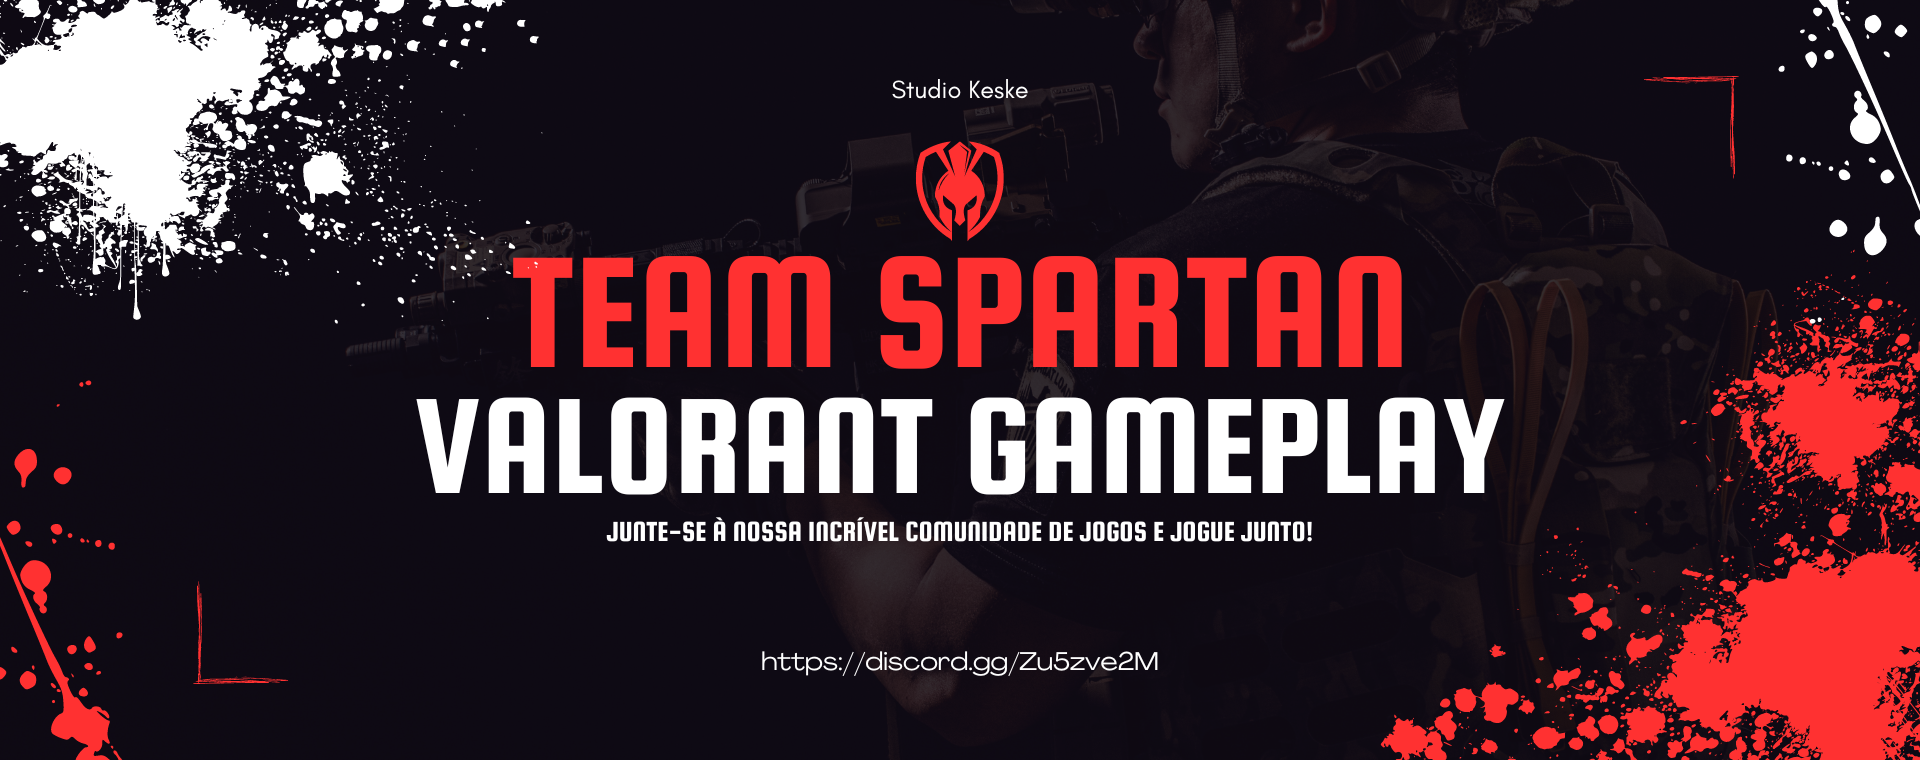 Studio Keske
TEAM SPARTAN
VALORANT GAMEPLAY
JUNTE-SE À NOSSA INCRÍVEL COMUNIDADE DE JOGOS E JOGUE JUNTO!
https://discord.gg/Zu5zve2M